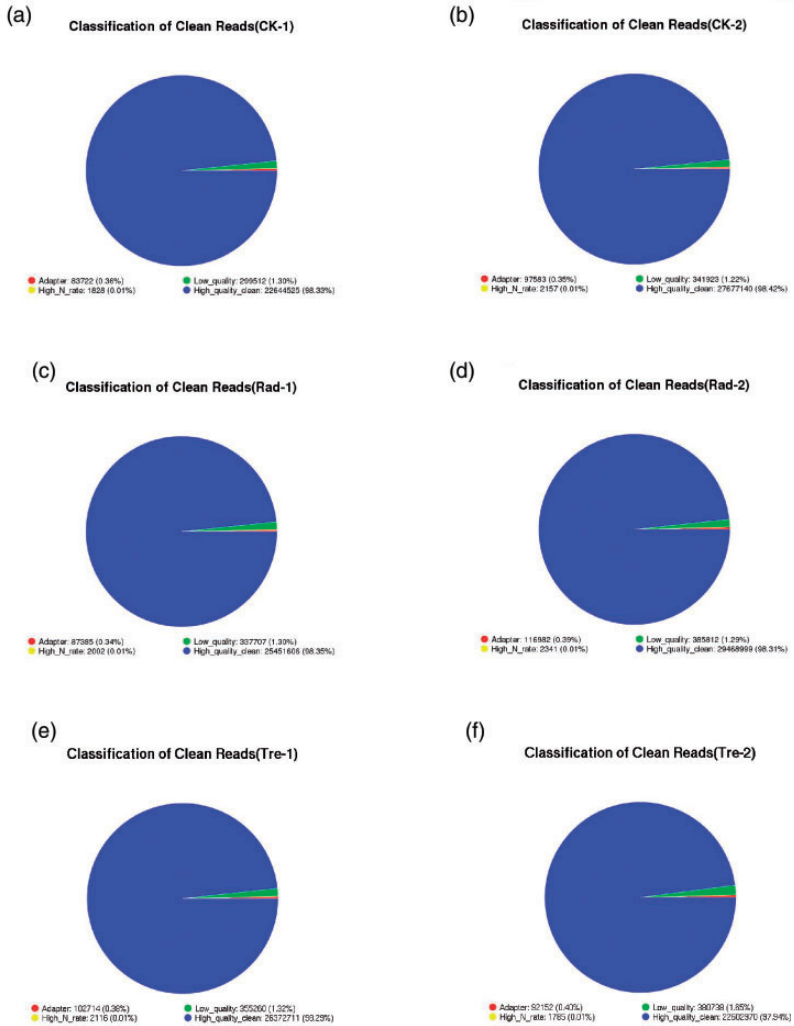 (a)
Classification of Clean Reads(CK-1)
Adapter: 83722 (0.36%) Low_quality: 299512 (1.30%)
High_N_rate: 1828 (0.01%) High_quality_clean: 22644525 (98.33%)
(b)
Classification of Clean Reads(CK-2)
Adapter: 97583 (0.35%) Low_quality: 341923 (1.22%)
High_N_rate: 2157 (0.01%) High_quality_clean: 27677140 (98.42%)
(c)
Classification of Clean Reads(Rad-1)
Adapter: 87385 (0.34%) Low_quality: 337707 (1.30%)
High_N_rate: 2002 (0.01%) High_quality_clean: 25451606 (98.35%)
(d)
Classification of Clean Reads(Rad-2)
Adapter: 116982 (0.39%) Low_quality: 385812 (1.29%)
High_N_rate: 2341 (0.01%) High_quality_clean: 29468999 (98.31%)
(e)
Classification of Clean Reads(Tre-1)
Adapter: 102714 (0.38%) Low_quality: 355260 (1.32%)
High_N_rate: 2116 (0.01%) High_quality_clean: 26372711 (98.29%)
(f)
Classification of Clean Reads(Tre-2)
Adapter: 92152 (0.40%) Low_quality: 380738 (1.65%)
High_N_rate: 1785 (0.01%) High_quality_clean: 22602970 (97.94%)